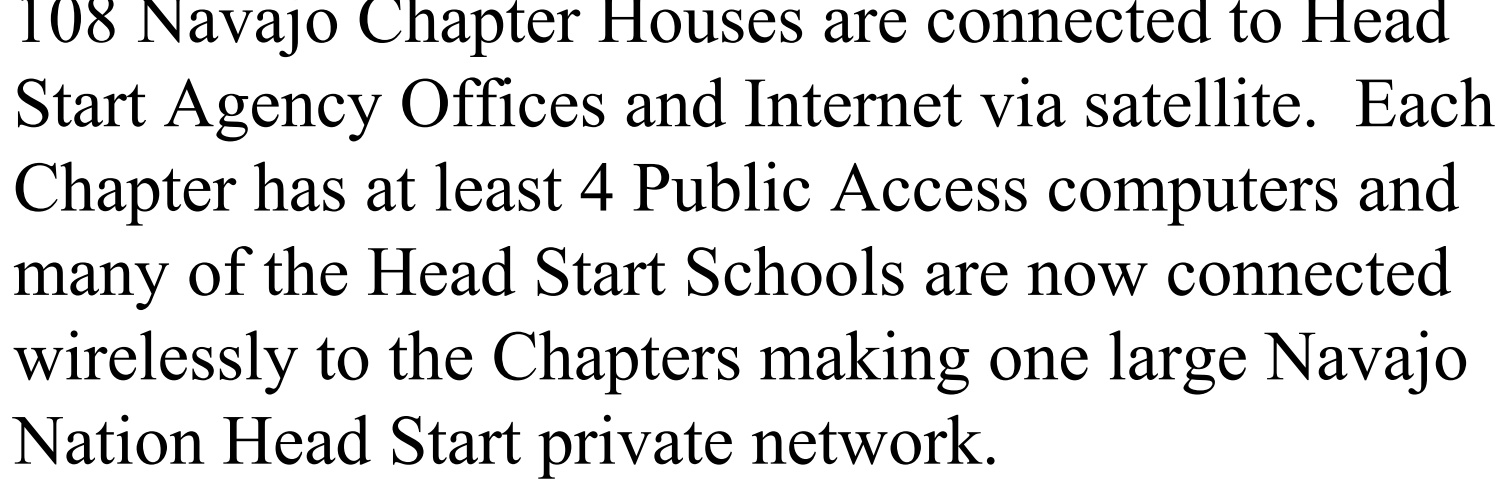 108 Navajo Chapter Houses are connected to Head
Start Agency Offices and Internet via satellite.  Each
Chapter has at least 4 Public Access computers and
many of the Head Start Schools are now connected
wirelessly to the Chapters making one large Navajo
Nation Head Start private network.